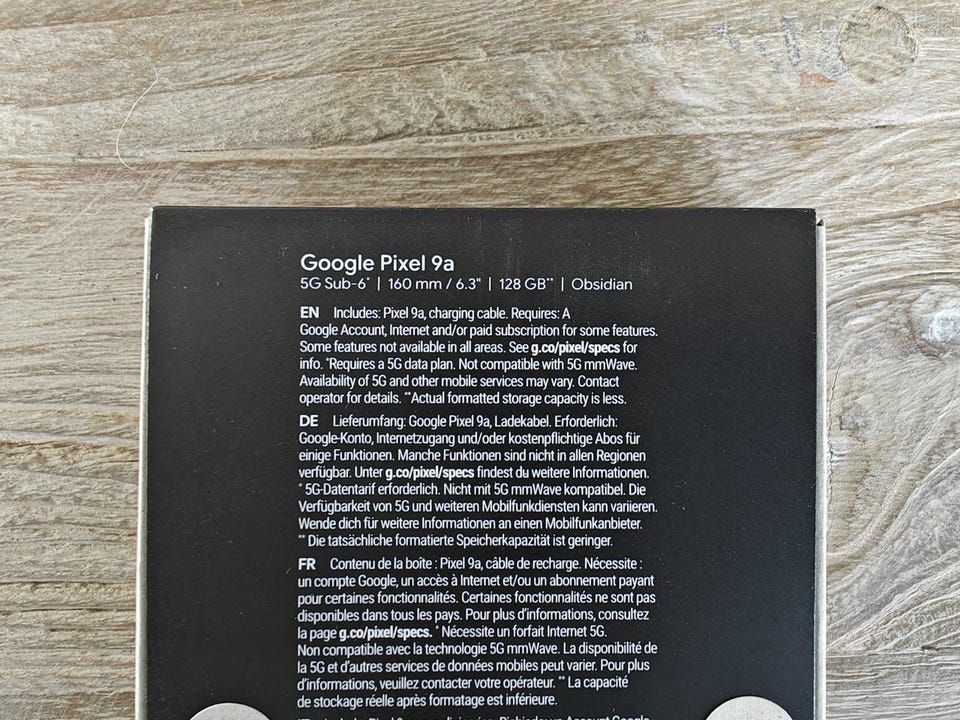 Google Pixel 9a
5G Sub-6* | 160 mm / 6.3" | 128 GB** | Obsidian
EN Includes: Pixel 9a, charging cable. Requires: A
Google Account, Internet and/or paid subscription for some features.
Some features not available in all areas. See g.co/pixel/specs for
info. *Requires a 5G data plan. Not compatible with 5G mmWave.
Availability of 5G and other mobile services may vary. Contact
operator for details. **Actual formatted storage capacity is less.
DE Lieferumfang: Google Pixel 9a, Ladekabel. Erforderlich:
Google-Konto, Internetzugang und/oder kostenpflichtige Abos für
einige Funktionen. Manche Funktionen sind nicht in allen Regionen
verfügbar. Unter g.co/pixel/specs findest du weitere Informationen.
* 5G-Datentarif erforderlich. Nicht mit 5G mmWave kompatibel. Die
Verfügbarkeit von 5G und weiteren Mobilfunkdiensten kann variieren.
Wende dich für weitere Informationen an einen Mobilfunkanbieter.
** Die tatsächliche formatierte Speicherkapazität ist geringer.
FR Contenu de la boîte : Pixel 9a, câble de recharge. Nécessite :
un compte Google, un accès à Internet et/ou un abonnement payant
pour certaines fonctionnalités. Certaines fonctionnalités ne sont pas
disponibles dans tous les pays. Pour plus d'informations, consultez
la page g.co/pixel/specs. * Nécessite un forfait Internet 5G.
Non compatible avec la technologie 5G mmWave. La disponibilité de
la 5G et d'autres services de données mobiles peut varier. Pour plus
d'informations, veuillez contacter votre opérateur. ** La capacité
de stockage réelle après formatage est inférieure.